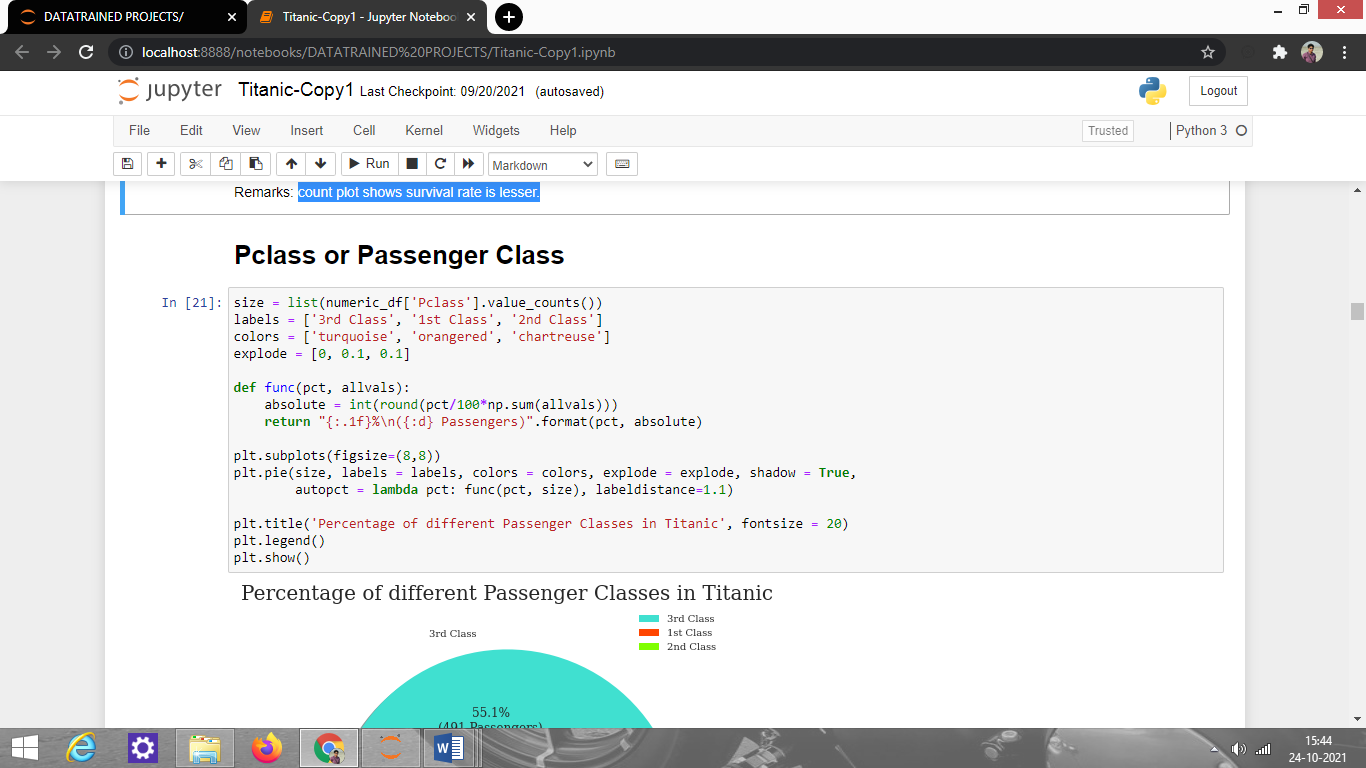 DATATRAINED PROJECTS/
Titanic-Copy1 - Jupyter Noteboo
localhost:8888/notebooks/DATATRAINED%20PROJECTS/Titanic-Copy1.ipynb
jupyter Titanic-Copy1 Last Checkpoint: 09/20/2021 (autosaved)
Logout
File Edit View Insert Cell Kernel Widgets Help
Trusted
Python 3
Run
Markdown
Remarks: count plot shows survival rate is lesser.
Pclass or Passenger Class
In [21]:
size = list(numeric_df['Pclass'].value_counts())
labels = ['3rd Class', '1st Class', '2nd Class']
colors = ['turquoise', 'orangered', 'chartreuse']
explode = [0, 0.1, 0.1]
def func(pct, allvals):
    absolute = int(round(pct/100*np.sum(allvals)))
    return "{:.1f}%\n({:d} Passengers)".format(pct, absolute)
plt.subplots(figsize=(8,8))
plt.pie(size, labels = labels, colors = colors, explode = explode, shadow = True,
        autopct = lambda pct: func(pct, size), labeldistance=1.1)
plt.title('Percentage of different Passenger Classes in Titanic', fontsize = 20)
plt.legend()
plt.show()
Percentage of different Passenger Classes in Titanic
3rd Class
1st Class
2nd Class
3rd Class
55.1%
(491 Passengers)
15:44
24-10-2021